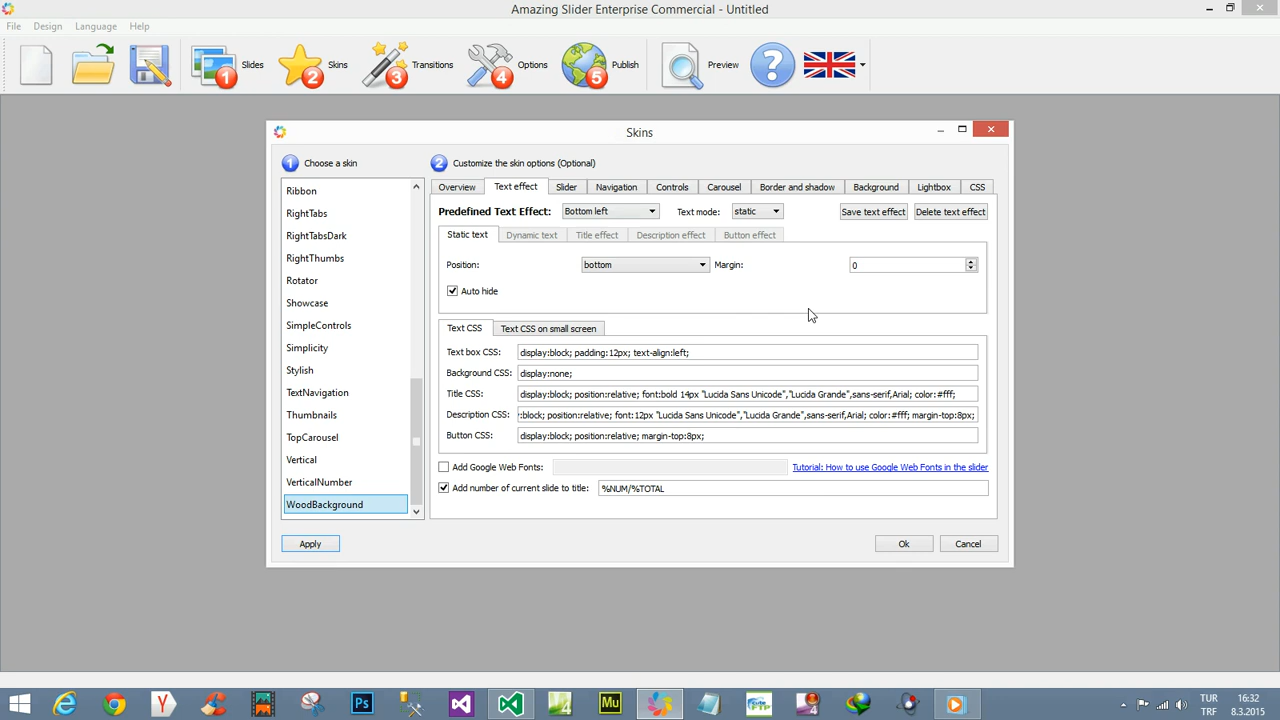 Amazing Slider Enterprise Commercial - Untitled
File Design Language Help
1 Slides 2 Skins 3 Transitions 4 Options 5 Publish Preview ?
Skins
1 Choose a skin
2 Customize the skin options (Optional)
Ribbon
RightTabs
RightTabsDark
RightThumbs
Rotator
Showcase
SimpleControls
Simplicity
Stylish
TextNavigation
Thumbnails
TopCarousel
Vertical
VerticalNumber
WoodBackground
Overview Text effect Slider Navigation Controls Carousel Border and shadow Background Lightbox CSS
Predefined Text Effect: Bottom left Text mode: static Save text effect Delete text effect
Static text Dynamic text Title effect Description effect Button effect
Position: bottom Margin: 0
Auto hide
Text CSS Text CSS on small screen
Text box CSS: display:block; padding:12px; text-align:left;
Background CSS: display:none;
Title CSS: display:block; position:relative; font:bold 14px "Lucida Sans Unicode","Lucida Grande",sans-serif,Arial; color:#fff;
Description CSS: :block; position:relative; font:12px "Lucida Sans Unicode","Lucida Grande",sans-serif,Arial; color:#fff; margin-top:8px;
Button CSS: display:block; position:relative; margin-top:8px;
Add Google Web Fonts: Tutorial: How to use Google Web Fonts in the slider
Add number of current slide to title: %NUM/%TOTAL
Apply Ok Cancel
Ps Mu
TUR 16:32
TRF 8.3.2015